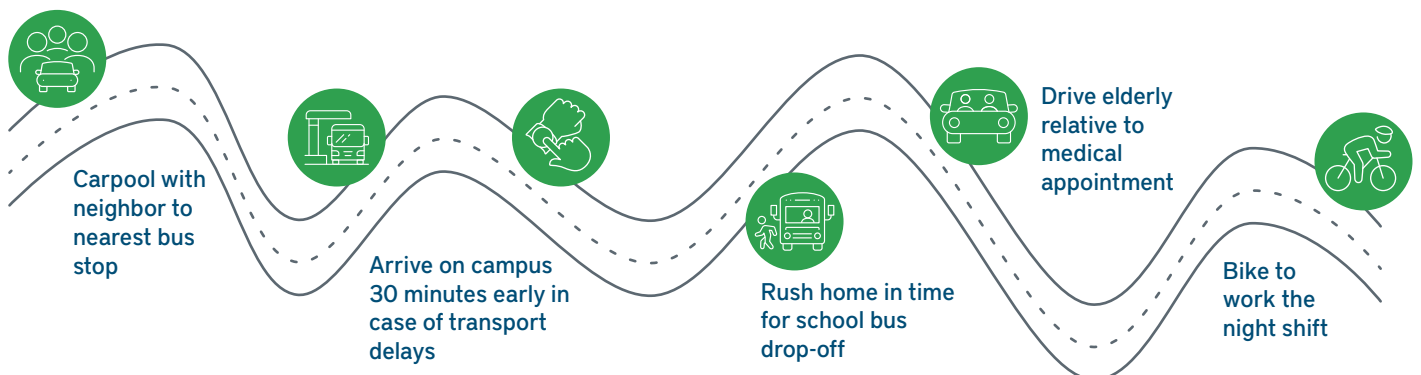 Carpool with
neighbor to
nearest bus
stop
Arrive on campus
30 minutes early in
case of transport
delays
Rush home in time
for school bus
drop-off
Drive elderly
relative to
medical
appointment
Bike to
work the
night shift